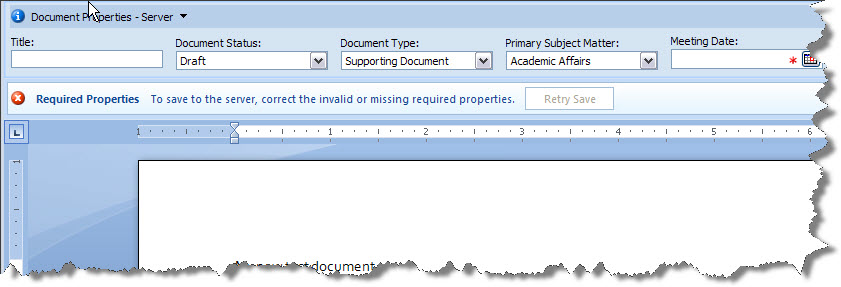 Document Properties - Server
Title: Document Status: Document Type: Primary Subject Matter: Meeting Date:
Draft Supporting Document Academic Affairs *
Required Properties To save to the server, correct the invalid or missing required properties. Retry Save
L 1 1 2 3 4 5 6
document